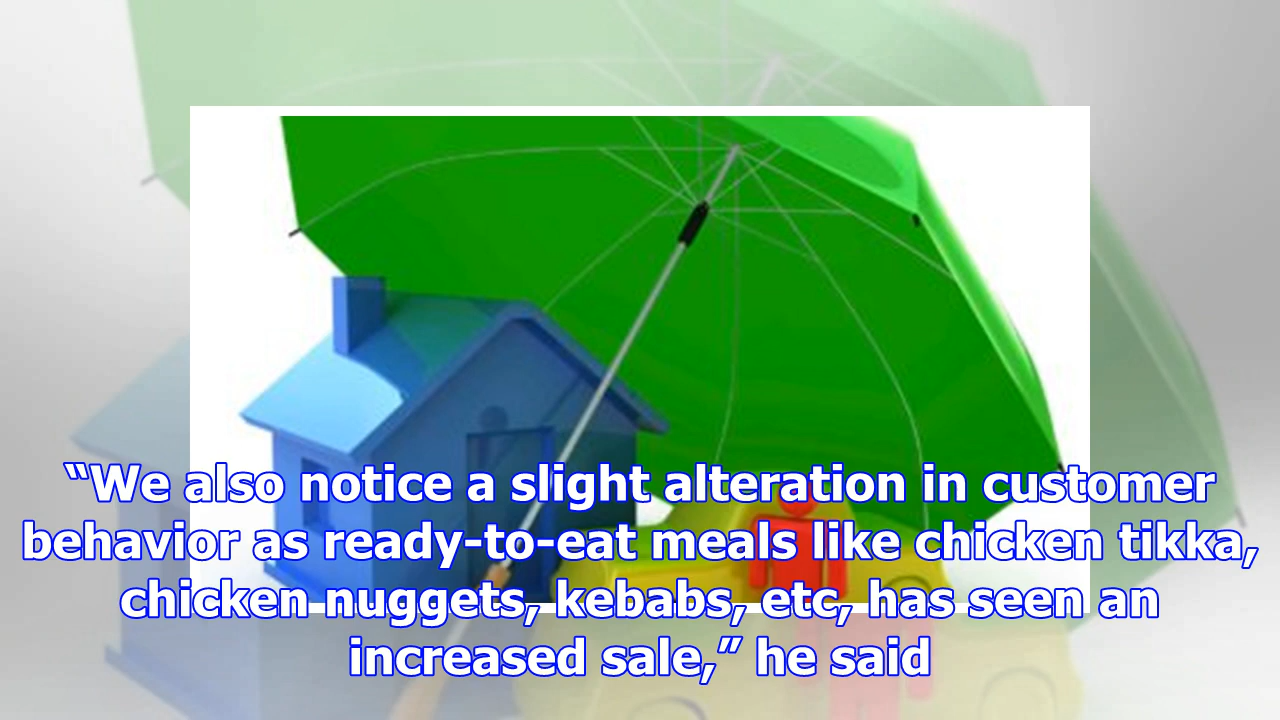 “We also notice a slight alteration in customer
behavior as ready-to-eat meals like chicken tikka,
chicken nuggets, kebabs, etc, has seen an
increased sale,” he said